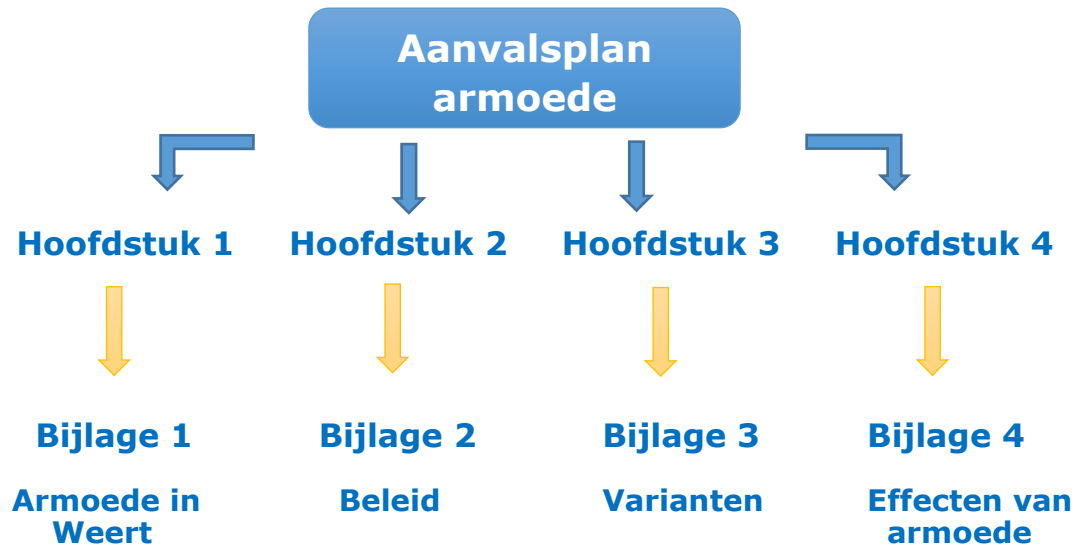 Aanvalsplan
armoede
Hoofdstuk 1
Hoofdstuk 2
Hoofdstuk 3
Hoofdstuk 4
Bijlage 1
Bijlage 2
Bijlage 3
Bijlage 4
Armoede in
Weert
Beleid
Varianten
Effecten van
armoede